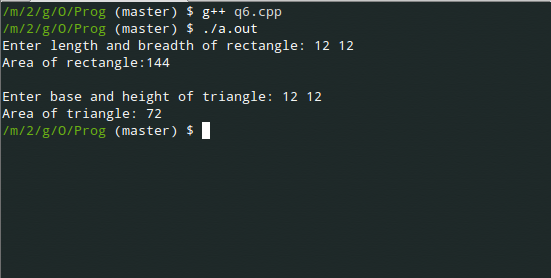 /m/2/g/O/Prog (master) $ g++ q6.cpp
/m/2/g/O/Prog (master) $ ./a.out
Enter length and breadth of rectangle: 12 12
Area of rectangle:144
Enter base and height of triangle: 12 12
Area of triangle: 72
/m/2/g/O/Prog (master) $